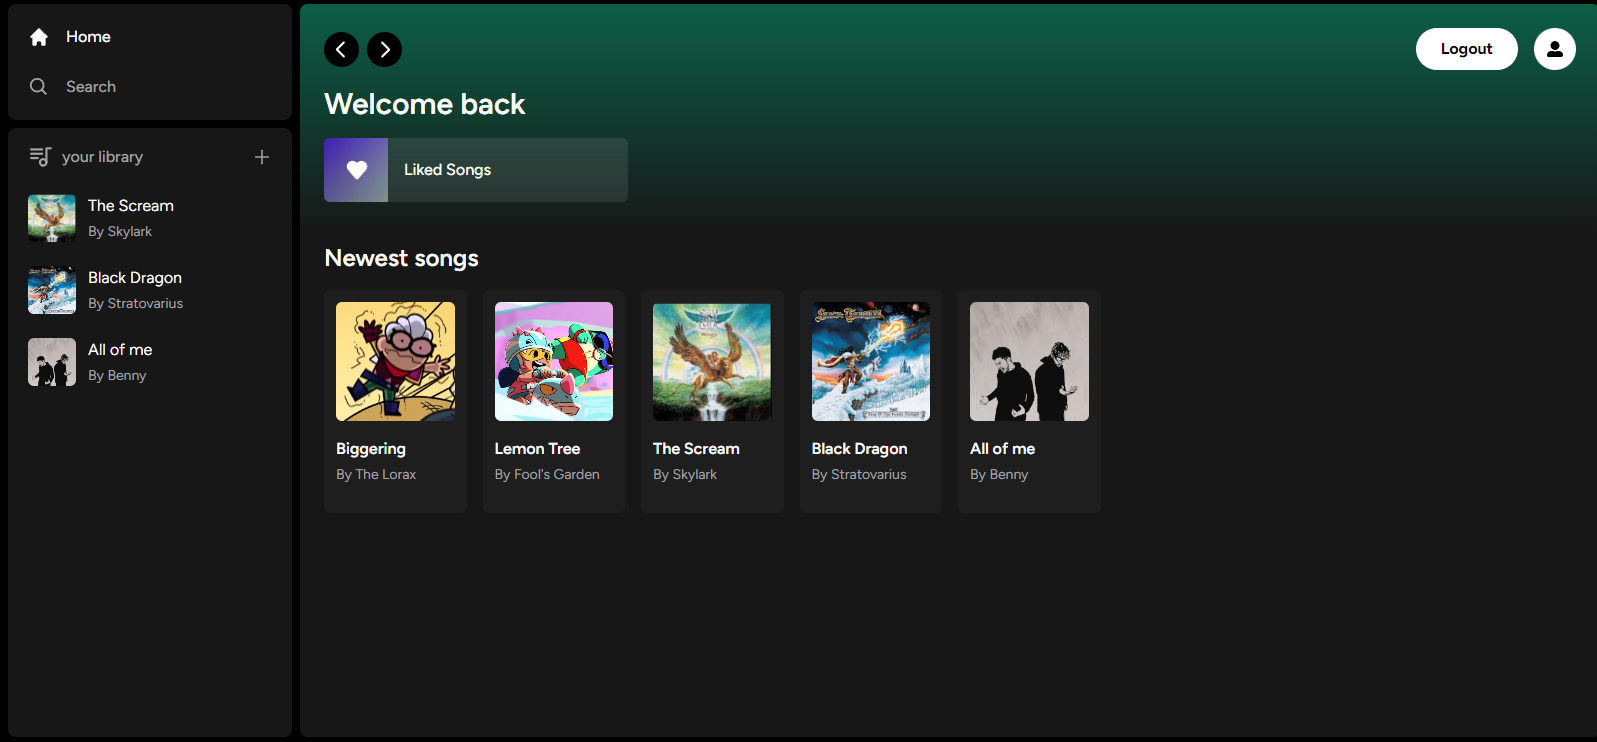 Home
Search
your library
The Scream
By Skylark
Black Dragon
By Stratovarius
All of me
By Benny
Logout
Welcome back
Liked Songs
Newest songs
Biggering
By The Lorax
Lemon Tree
By Fool's Garden
The Scream
By Skylark
Black Dragon
By Stratovarius
All of me
By Benny